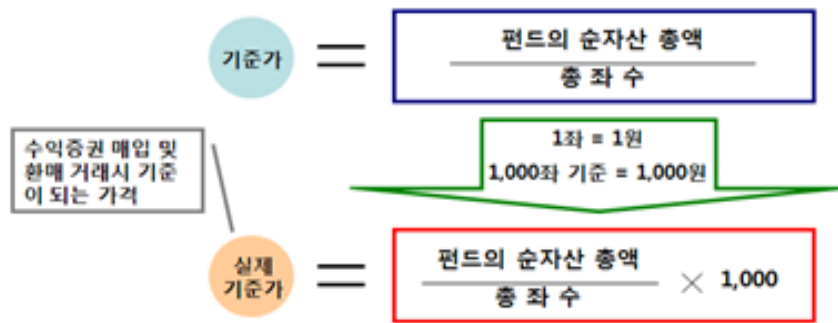 기준가
=
펀드의 순자산 총액
총 좌 수
1좌 = 1원
1,000좌 기준 = 1,000원
수익증권 매입 및
환매 거래시 기준
이 되는 가격
실제
기준가
=
펀드의 순자산 총액
총 좌 수
× 1,000